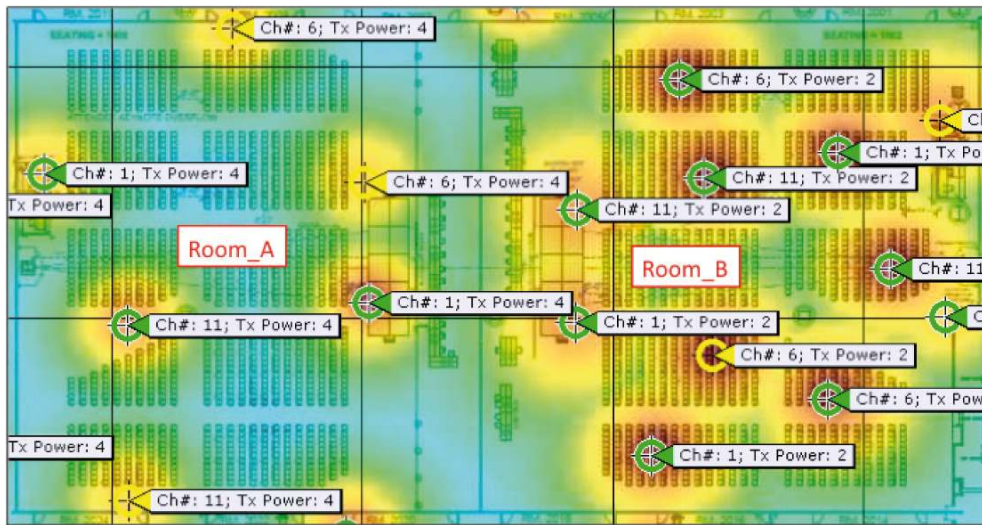 Ch#: 6; Tx Power: 4
Ch#: 6; Tx Power: 2
Ch#: 1; Tx Power: 4
Ch#: 11; Tx Power: 2
Ch#: 1; Tx
Tx Power: 4
Ch#: 6; Tx Power: 4
Ch#: 11; Tx Power: 2
Room_A
Room_B
Ch#: 11
Ch#: 1; Tx Power: 4
Ch#: 11; Tx Power: 4
Ch#: 1; Tx Power: 2
Ch#: 6; Tx Power: 2
Ch#: 6; Tx Power:
Tx Power: 4
Ch#: 1; Tx Power: 2
Ch#: 11; Tx Power: 4